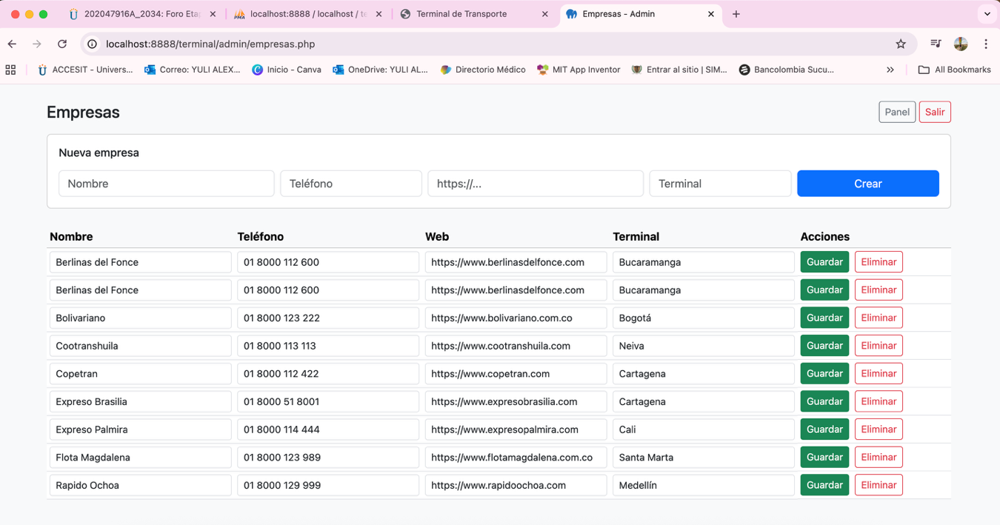 202047916A_2034: Foro Eta
localhost:8888 / localhost / te
Terminal de Transporte
Empresas - Admin
localhost:8888/terminal/admin/empresas.php
ACCESIT - Univers...
Correo: YULI ALEX...
Inicio - Canva
OneDrive: YULI AL...
Directorio Médico
MIT App Inventor
Entrar al sitio | SIM...
Bancolombia Sucu...
All Bookmarks
Empresas
Panel
Salir
Nueva empresa
Nombre Teléfono https://... Terminal Crear
Nombre Teléfono Web Terminal Acciones
Berlinas del Fonce 01 8000 112 600 https://www.berlinasdelfonce.com Bucaramanga Guardar Eliminar
Berlinas del Fonce 01 8000 112 600 https://www.berlinasdelfonce.com Bucaramanga Guardar Eliminar
Bolivariano 01 8000 123 222 https://www.bolivariano.com.co Bogotá Guardar Eliminar
Cootranshuila 01 8000 113 113 https://www.cootranshuila.com Neiva Guardar Eliminar
Copetran 01 8000 112 422 https://www.copetran.com Cartagena Guardar Eliminar
Expreso Brasilia 01 8000 51 8001 https://www.expresobrasilia.com Cartagena Guardar Eliminar
Expreso Palmira 01 8000 114 444 https://www.expresopalmira.com Cali Guardar Eliminar
Flota Magdalena 01 8000 123 989 https://www.flotamagdalena.com.co Santa Marta Guardar Eliminar
Rapido Ochoa 01 8000 129 999 https://www.rapidoochoa.com Medellín Guardar Eliminar